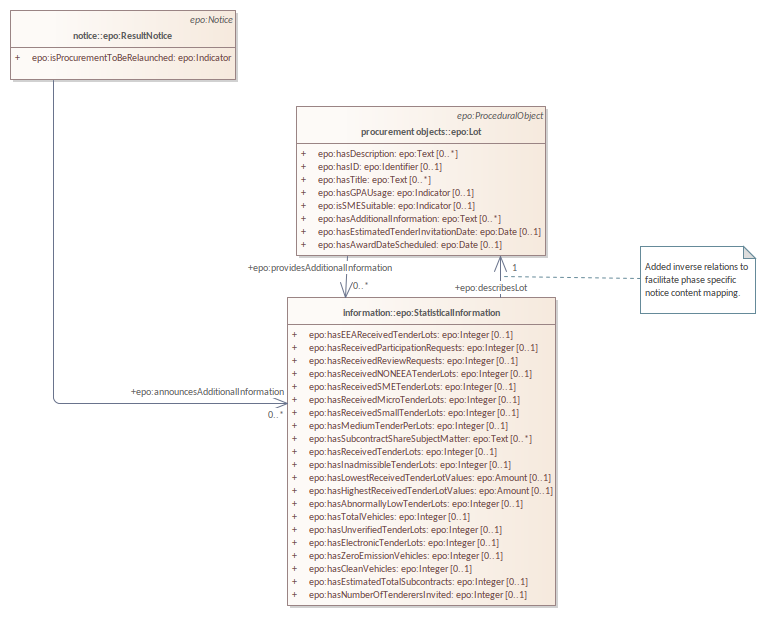 epo:Notice
notice::epo:ResultNotice
+ epo:isProcurementToBeRelaunched: epo:Indicator
epo:ProceduralObject
procurement objects::epo:Lot
+ epo:hasDescription: epo:Text [0..*]
+ epo:hasID: epo:Identifier [0..1]
+ epo:hasTitle: epo:Text [0..*]
+ epo:hasGPAUsage: epo:Indicator [0..1]
+ epo:isSMESuitable: epo:Indicator [0..1]
+ epo:hasAdditionalInformation: epo:Text [0..*]
+ epo:hasEstimatedTenderInvitationDate: epo:Date [0..1]
+ epo:hasAwardDateScheduled: epo:Date [0..1]
+epo:providesAdditionalInformation
0..*
1
+epo:describesLot
Added inverse relations to
facilitate phase specific
notice content mapping.
information::epo:StatisticalInformation
+ epo:hasEEAReceivedTenderLots: epo:Integer [0..1]
+ epo:hasReceivedParticipationRequests: epo:Integer [0..1]
+ epo:hasReceivedReviewRequests: epo:Integer [0..1]
+ epo:hasReceivedNONEEATenderLots: epo:Integer [0..1]
+ epo:hasReceivedSMETenderLots: epo:Integer [0..1]
+ epo:hasReceivedMicroTenderLots: epo:Integer [0..1]
+ epo:hasReceivedSmallTenderLots: epo:Integer [0..1]
+ epo:hasMediumTenderPerLots: epo:Integer [0..1]
+ epo:hasSubcontractShareSubjectMatter: epo:Text [0..*]
+ epo:hasReceivedTenderLots: epo:Integer [0..1]
+ epo:hasInadmissibleTenderLots: epo:Integer [0..1]
+ epo:hasLowestReceivedTenderLotValues: epo:Amount [0..1]
+ epo:hasHighestReceivedTenderLotValues: epo:Amount [0..1]
+ epo:hasAbnormallyLowTenderLots: epo:Integer [0..1]
+ epo:hasTotalVehicles: epo:Integer [0..1]
+ epo:hasUnverifiedTenderLots: epo:Integer [0..1]
+ epo:hasElectronicTenderLots: epo:Integer [0..1]
+ epo:hasZeroEmissionVehicles: epo:Integer [0..1]
+ epo:hasCleanVehicles: epo:Integer [0..1]
+ epo:hasEstimatedTotalSubcontracts: epo:Integer [0..1]
+ epo:hasNumberOfTenderersInvited: epo:Integer [0..1]
+epo:announcesAdditionalInformation
0..*